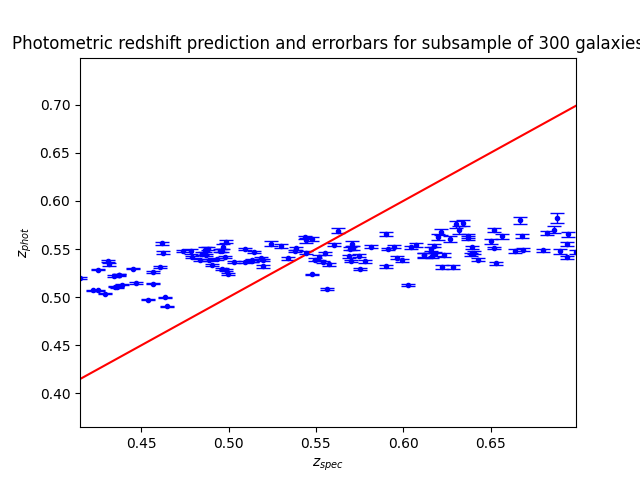 Photometric redshift prediction and errorbars for subsample of 300 galaxies
0.70
0.65
0.60
0.55
0.50
0.45
0.40
z_phot
0.45 0.50 0.55 0.60 0.65
z_spec